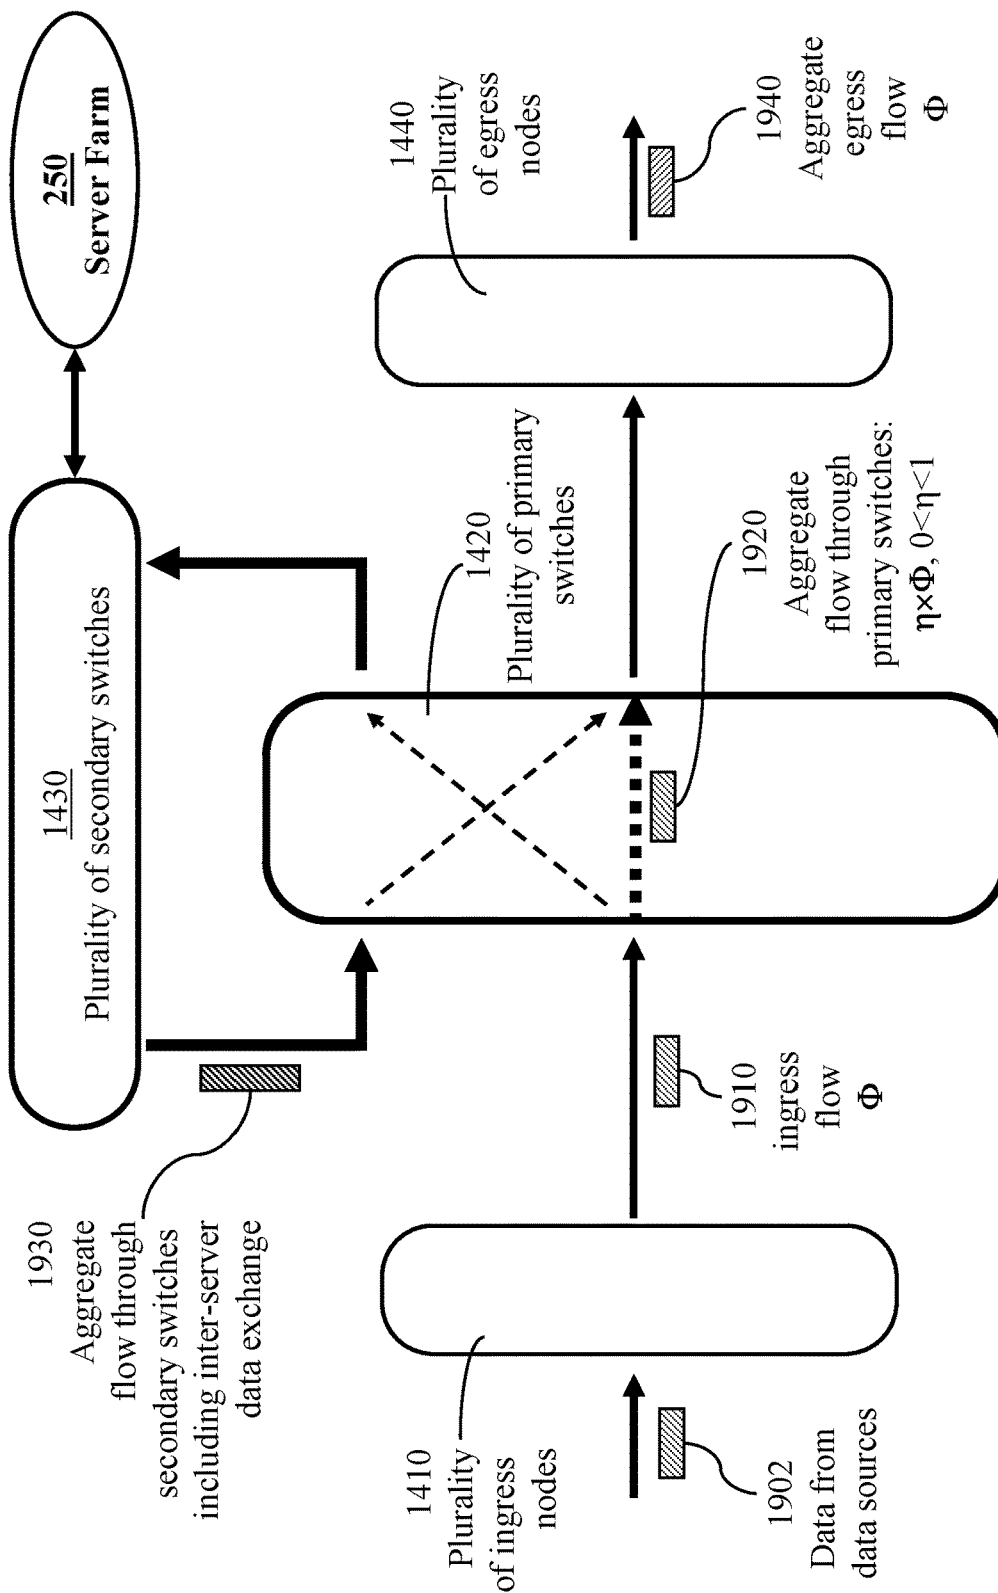 250
Server Farm
1430
Plurality of secondary switches
1930
Aggregate
flow through
secondary switches
including inter-server
data exchange
1410
Plurality
of ingress
nodes
1420
Plurality of primary
switches
1440
Plurality
of egress
nodes
1902
Data from
data sources
1910
ingress
flow
Φ
1920
Aggregate
flow through
primary switches:
η×Φ, 0<η<1
1940
Aggregate
egress
flow
Φ